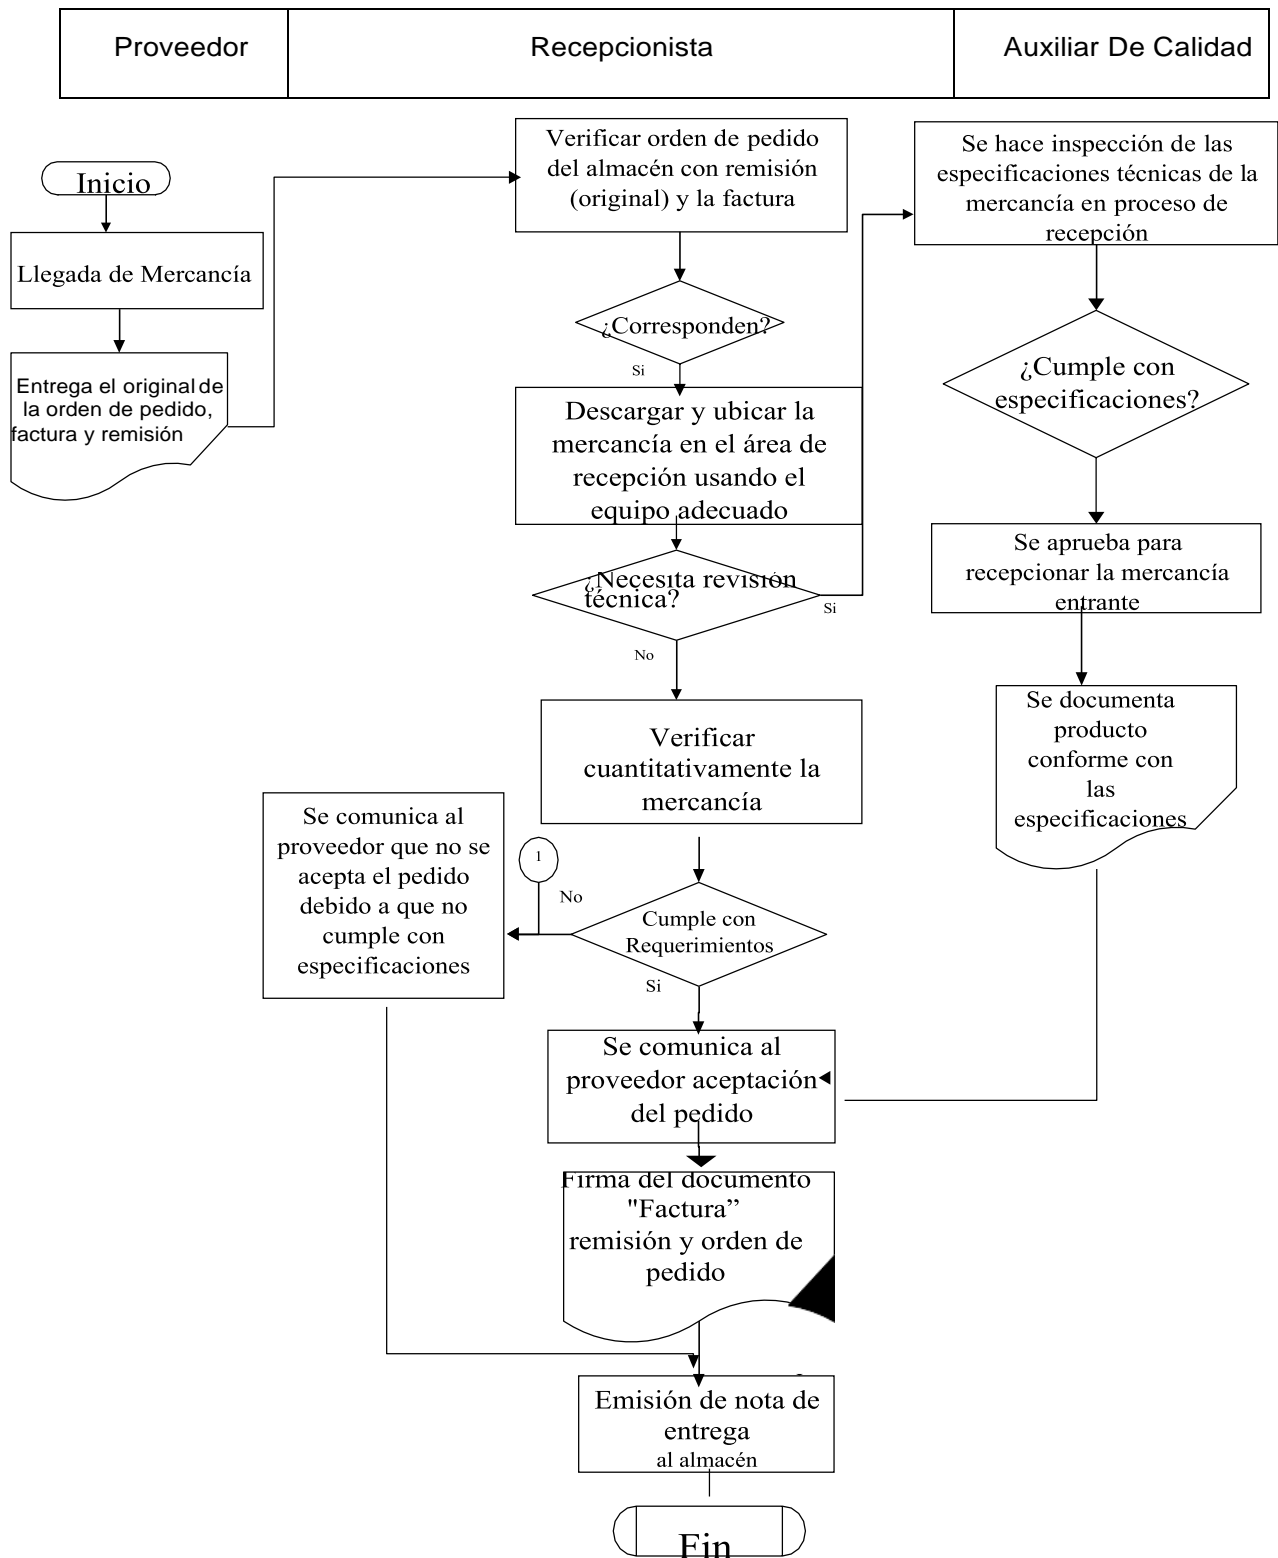 Proveedor
Recepcionista
Auxiliar De Calidad
Inicio
Llegada de Mercancía
Entrega el original de
la orden de pedido,
factura y remisión
Verificar orden de pedido
del almacén con remisión
(original) y la factura
¿Corresponden?
Si
Descargar y ubicar la
mercancía en el área de
recepción usando el
equipo adecuado
¿Necesita revisión
técnica?
Si
No
Verificar
cuantitativamente la
mercancía
Se comunica al
proveedor que no se
acepta el pedido
debido a que no
cumple con
especificaciones
1
No
Cumple con
Requerimientos
Si
Se comunica al
proveedor aceptación
del pedido
Firma del documento
"Factura”
remisión y orden de
pedido
Emisión de nota de
entrega
al almacén
Fin
Se hace inspección de las
especificaciones técnicas de la
mercancía en proceso de
recepción
¿Cumple con
especificaciones?
Se aprueba para
recepcionar la mercancía
entrante
Se documenta
producto
conforme con
las
especificaciones